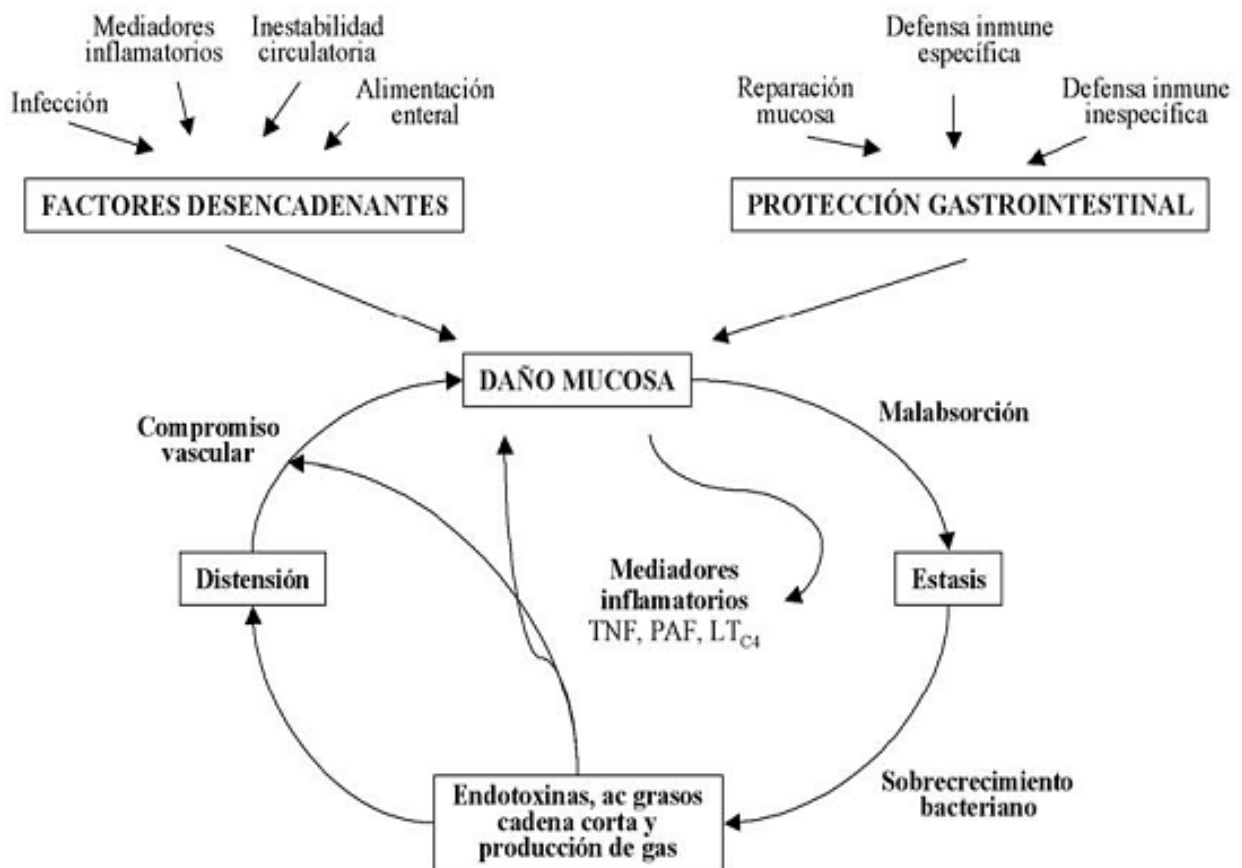 Mediadores
inflamatorios
Inestabilidad
circulatoria
Infección
Alimentación
enteral
FACTORES DESENCADENANTES
Defensa inmune
específica
Reparación
mucosa
Defensa inmune
inespecífica
PROTECCIÓN GASTROINTESTINAL
DAÑO MUCOSA
Compromiso
vascular
Malabsorción
Distensión
Mediadores
inflamatorios
TNF, PAF, LTC4
Estasis
Endotoxinas, ac grasos
cadena corta y
producción de gas
Sobrecrecimiento
bacteriano